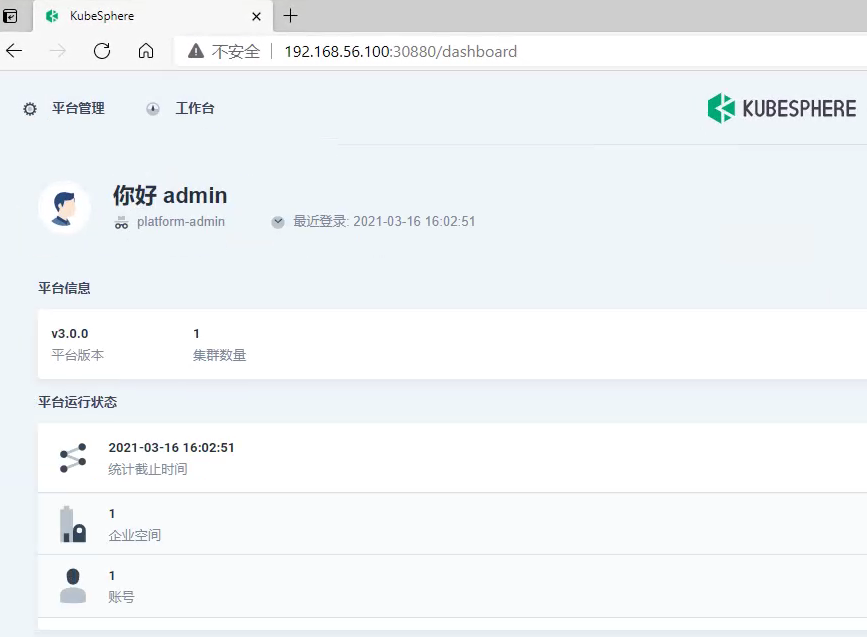 KubeSphere
不安全 192.168.56.100:30880/dashboard
平台管理 工作台 KUBESPHERE
你好 admin
platform-admin 最近登录: 2021-03-16 16:02:51
平台信息
v3.0.0 1
平台版本 集群数量
平台运行状态
2021-03-16 16:02:51
统计截止时间
1
企业空间
1
账号